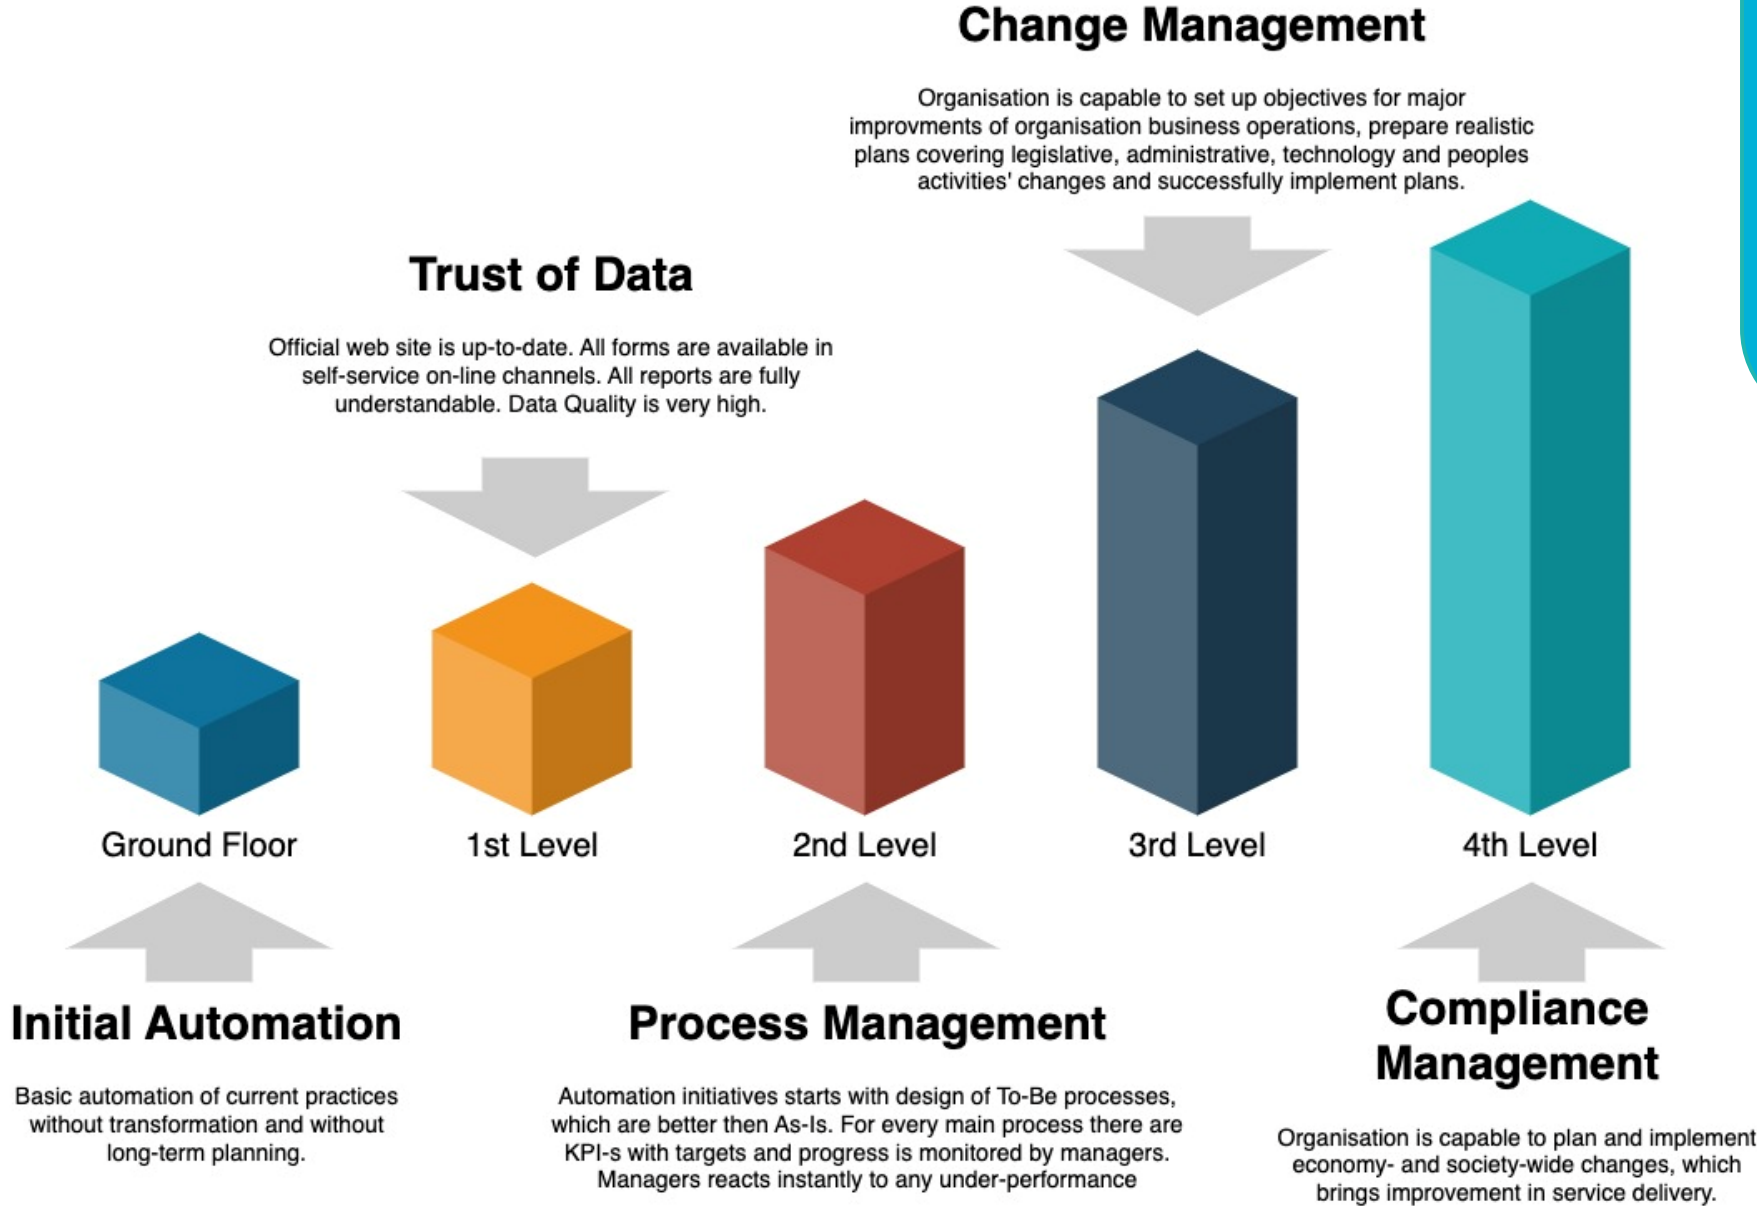 Change Management
Organisation is capable to set up objectives for major
improvments of organisation business operations, prepare realistic
plans covering legislative, administrative, technology and peoples
activities' changes and successfully implement plans.
Trust of Data
Official web site is up-to-date. All forms are available in
self-service on-line channels. All reports are fully
understandable. Data Quality is very high.
Ground Floor
1st Level
2nd Level
3rd Level
4th Level
Initial Automation
Basic automation of current practices
without transformation and without
long-term planning.
Process Management
Automation initiatives starts with design of To-Be processes,
which are better then As-Is. For every main process there are
KPI-s with targets and progress is monitored by managers.
Managers reacts instantly to any under-performance
Compliance
Management
Organisation is capable to plan and implement
economy- and society-wide changes, which
brings improvement in service delivery.